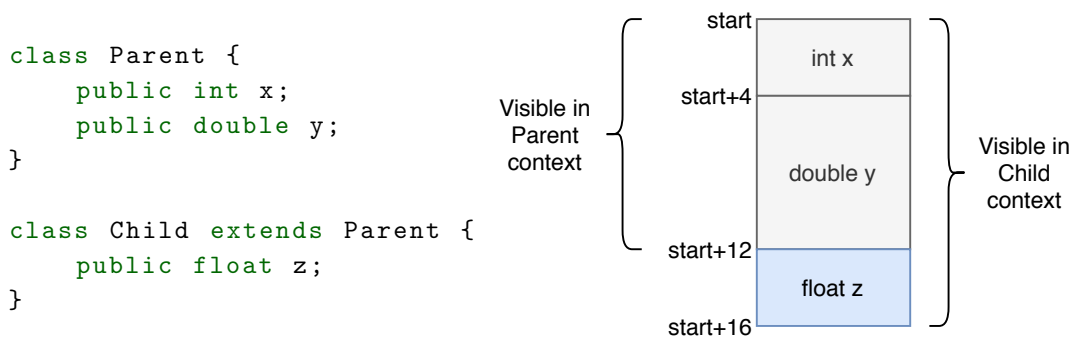 class Parent {
public int x;
public double y;
}
class Child extends Parent {
public float z;
}
Visible in
Parent
context
start
int x
start+4
double y
start+12
float z
start+16
Visible in
Child
context